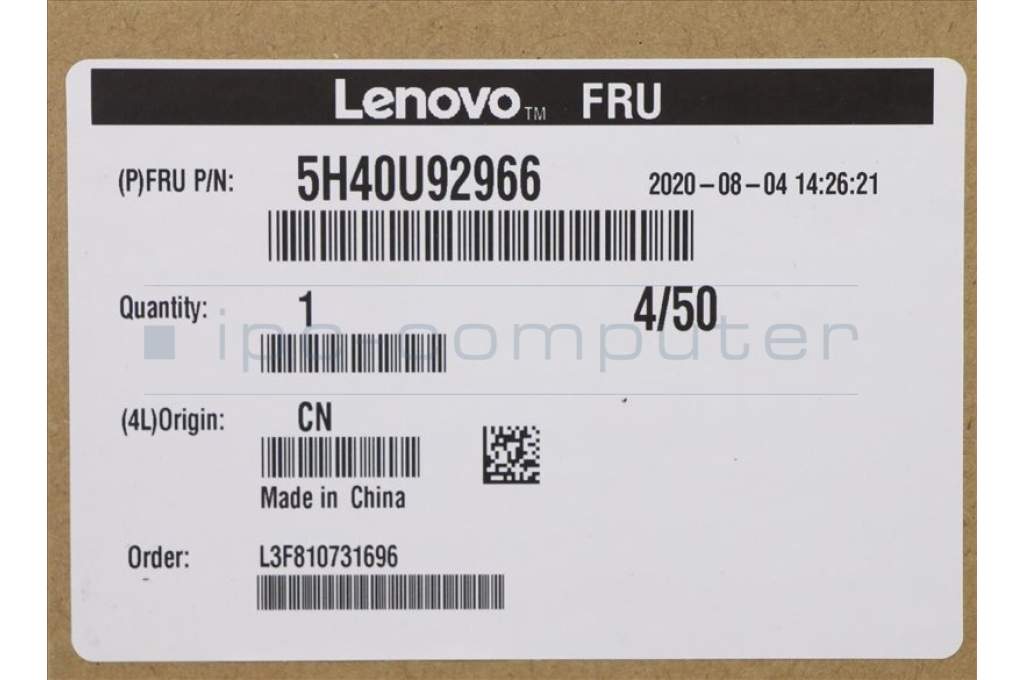 Lenovo™ FRU
(P)FRU P/N: 5H40U92966 2020-08-04 14:26:21
Quantity: 1 4/50
ipc-computer
(4L)Origin: CN
Made in China
Order: L3F810731696